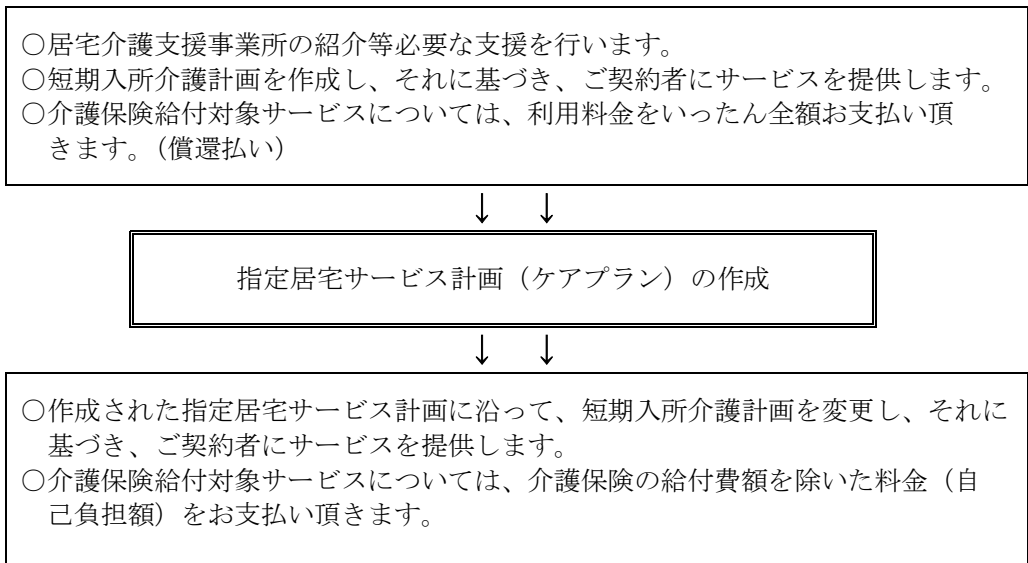 ○居宅介護支援事業所の紹介等必要な支援を行います。
○短期入所介護計画を作成し、それに基づき、ご契約者にサービスを提供します。
○介護保険給付対象サービスについては、利用料金をいったん全額お支払い頂
きます。（償還払い）
↓ ↓
指定居宅サービス計画（ケアプラン）の作成
↓ ↓
○作成された指定居宅サービス計画に沿って、短期入所介護計画を変更し、それに
基づき、ご契約者にサービスを提供します。
○介護保険給付対象サービスについては、介護保険の給付費額を除いた料金（自
己負担額）をお支払い頂きます。